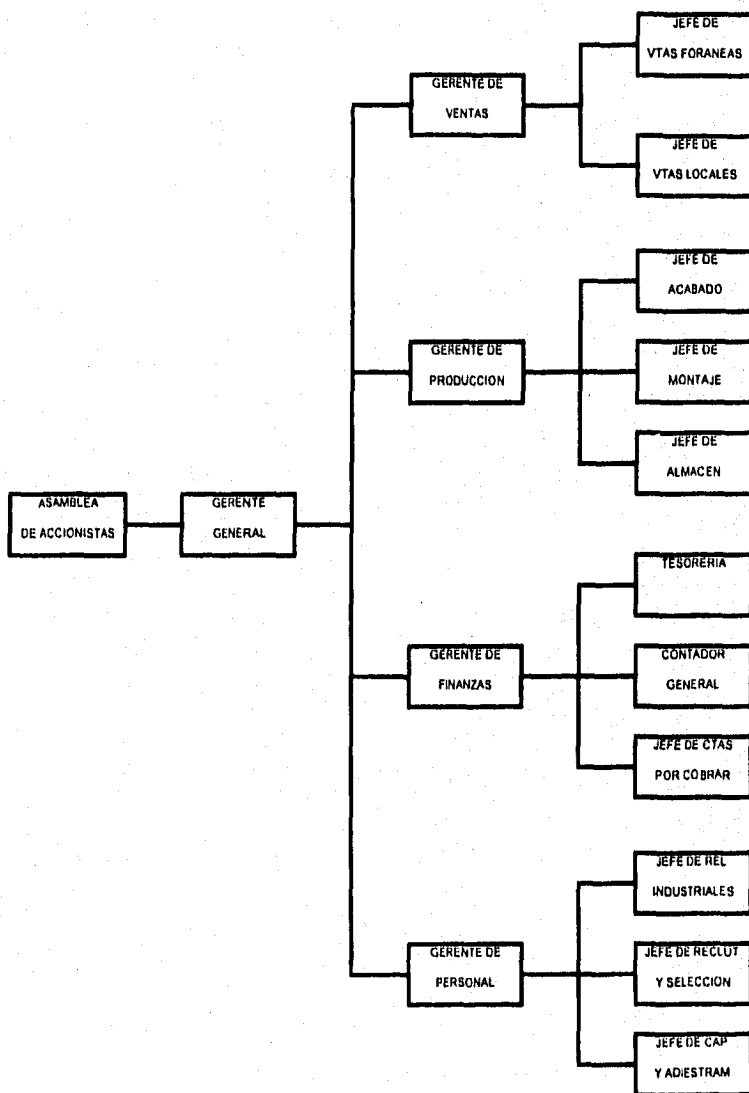 JEFE DE
VTAS FORANEAS
GERENTE DE
VENTAS
JEFE DE
VTAS LOCALES
JEFE DE
ACABADO
GERENTE DE
PRODUCCION
JEFE DE
MONTAJE
JEFE DE
ALMACEN
ASAMBLEA
DE ACCIONISTAS
GERENTE
GENERAL
TESORERIA
GERENTE DE
FINANZAS
CONTADOR
GENERAL
JEFE DE CTAS
POR COBRAR
JEFE DE REL
INDUSTRIALES
GERENTE DE
PERSONAL
JEFE DE RECLUT
Y SELECCION
JEFE DE CAP
Y ADIESTRAM